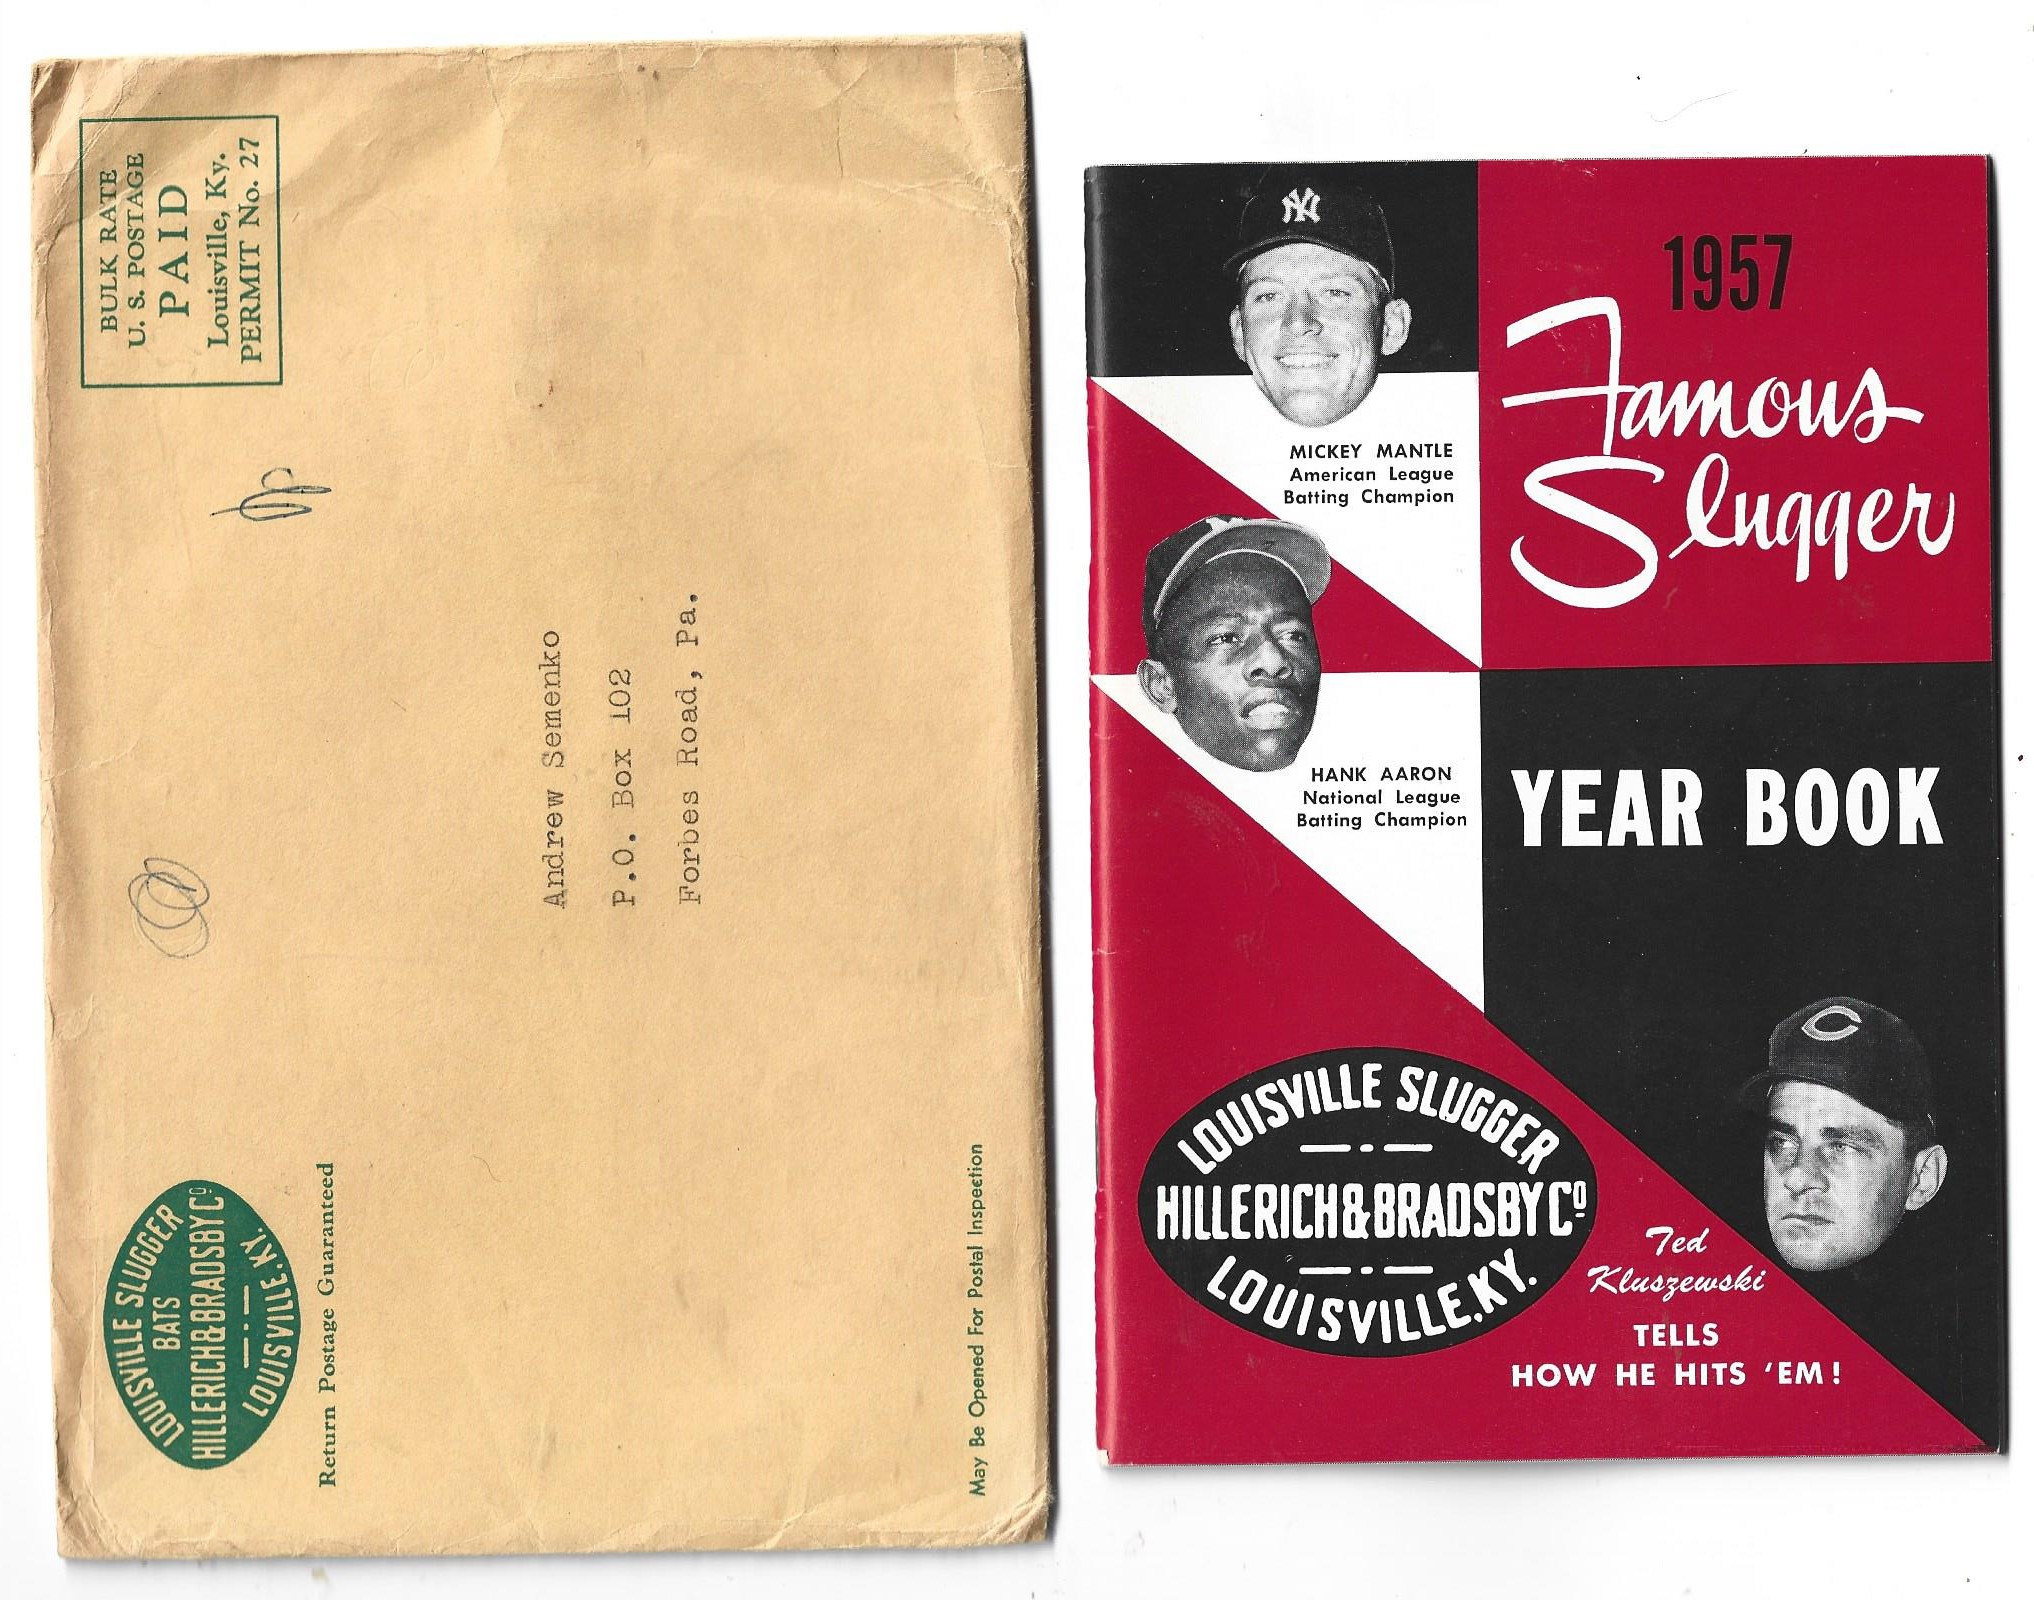 BULK RATE
U. S. POSTAGE
PAID
Louisville, Ky.
PERMIT No. 27
Andrew Semenko
P.O. Box 102
Forbes Road, Pa.
LOUISVILLE SLUGGER
BATS
HILLERICH&BRADSBY Cº
LOUISVILLE, KY.
Return Postage Guaranteed
May Be Opened For Postal Inspection
NY
1957
Famous
Slugger
YEAR BOOK
MICKEY MANTLE
American League
Batting Champion
M
HANK AARON
National League
Batting Champion
C
LOUISVILLE SLUGGER
HILLERICH&BRADSBY Cº
LOUISVILLE, KY.
Ted
Kluszewski
TELLS
HOW HE HITS 'EM!